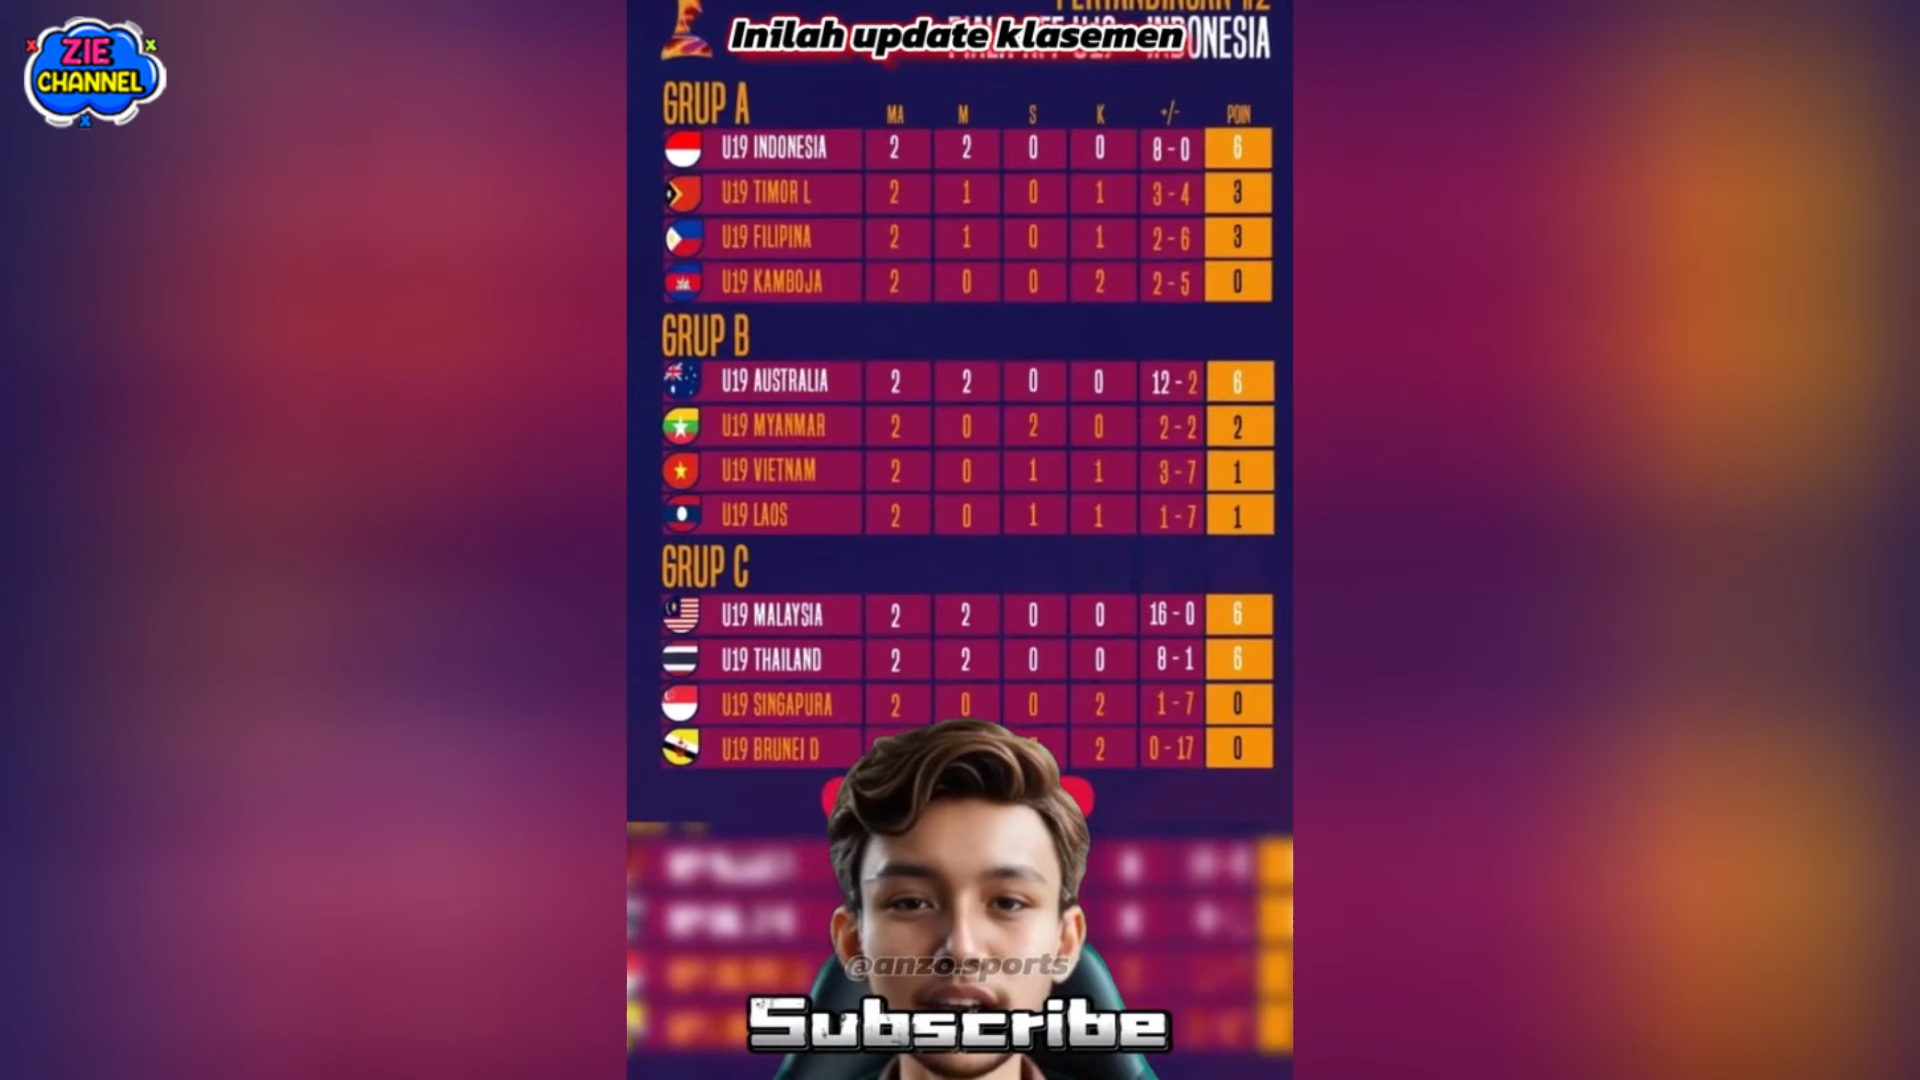 ZIE
CHANNEL
Inilah update klasemen
ONESIA
GRUP A
MA M S K +/- POIN
U19 INDONESIA 2 2 0 0 8 - 0 6
U19 TIMOR L 2 1 0 1 3 - 4 3
U19 FILIPINA 2 1 0 1 2 - 6 3
U19 KAMBOJA 2 0 0 2 2 - 5 0
GRUP B
U19 AUSTRALIA 2 2 0 0 12 - 2 6
U19 MYANMAR 2 0 2 0 2 - 2 2
U19 VIETNAM 2 0 1 1 3 - 7 1
U19 LAOS 2 0 1 1 1 - 7 1
GRUP C
U19 MALAYSIA 2 2 0 0 16 - 0 6
U19 THAILAND 2 2 0 0 8 - 1 6
U19 SINGAPURA 2 0 0 2 1 - 7 0
U19 BRUNEI D 2 0 - 17 0
@anzo.sports
Subscribe